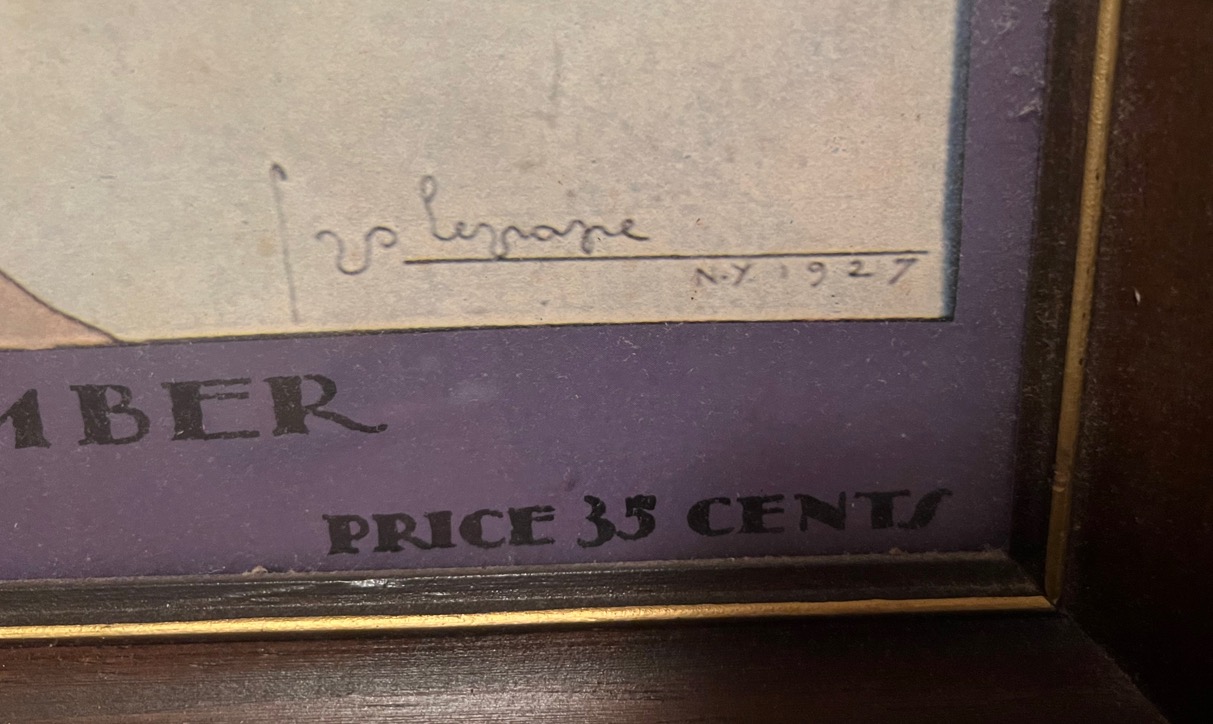 lepape
N.Y 1927
MBER
PRICE 35 CENTS